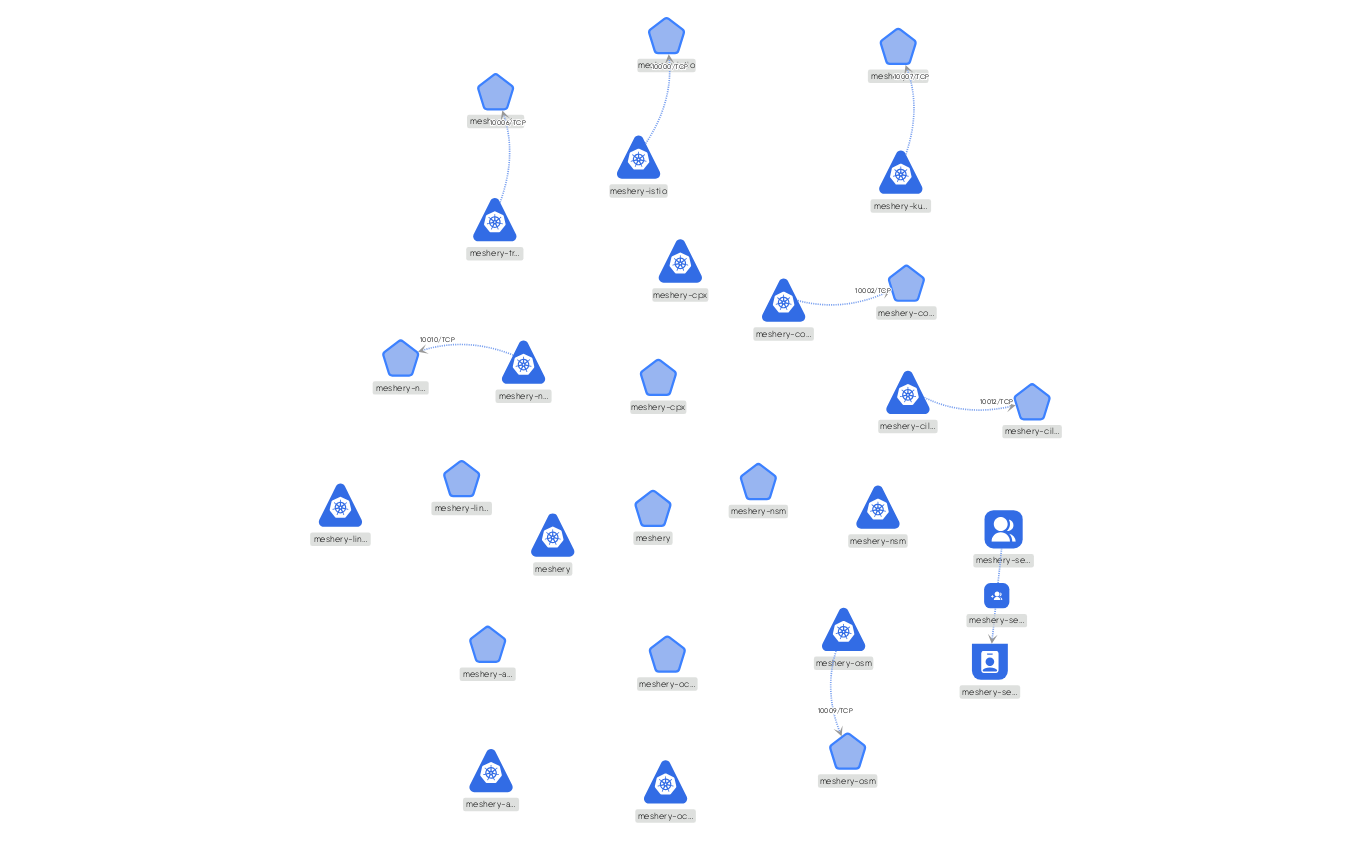 10000/TCP
10007/TCP
10006/TCP
meshery-istio
meshery-ku...
meshery-tr...
meshery-cpx
10002/TCP
meshery-co...
meshery-co...
10010/TCP
meshery-n...
meshery-n...
meshery-cpx
10012/TCP
meshery-cil...
meshery-cil...
meshery-lin...
meshery-nsm
meshery-lin...
meshery
meshery-nsm
meshery
meshery-se...
meshery-se...
meshery-osm
meshery-a...
meshery-oc...
meshery-se...
10009/TCP
meshery-osm
meshery-a...
meshery-oc...